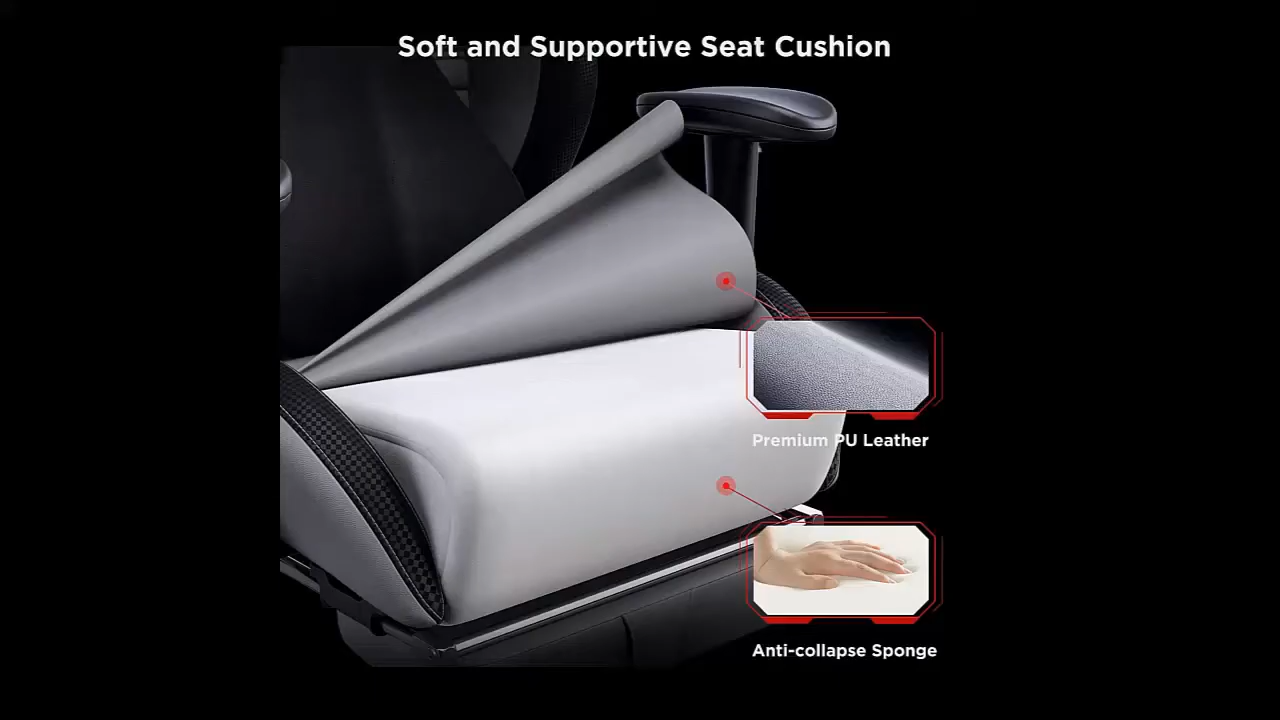 Soft and Supportive Seat Cushion
Premium PU Leather
Anti-collapse Sponge